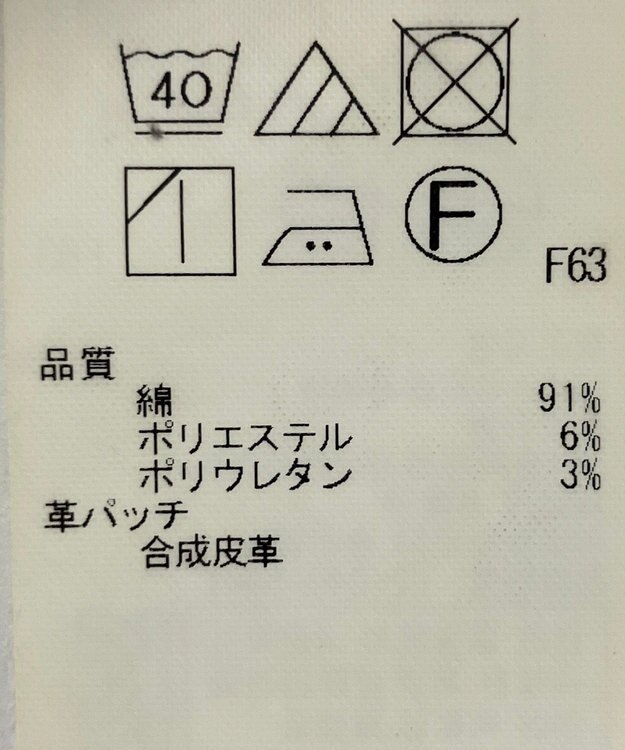 40
F
F63
品質
綿 91%
ポリエステル 6%
ポリウレタン 3%
革パッチ
合成皮革